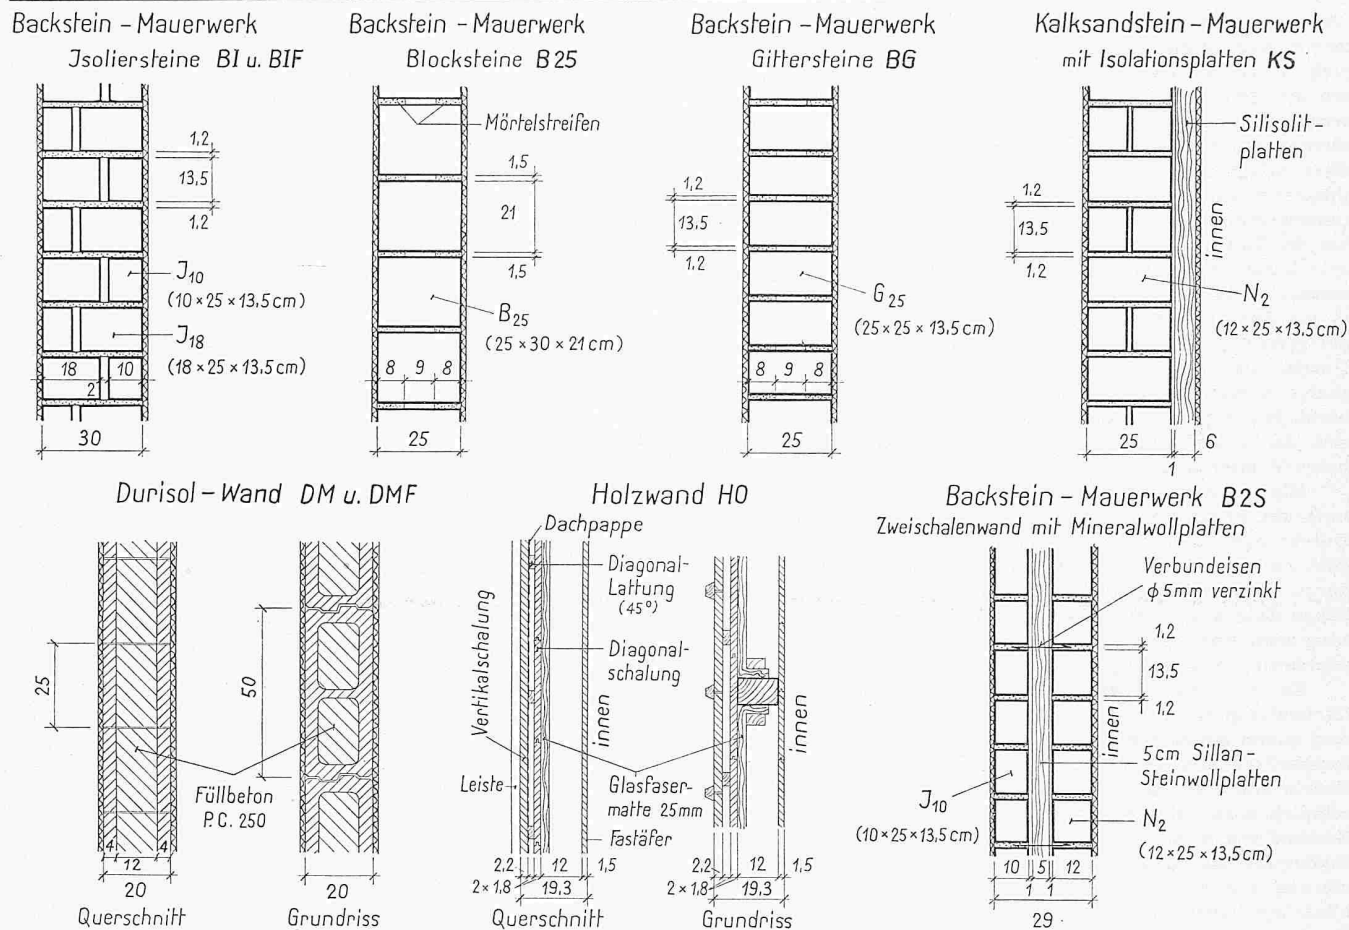 Backstein – Mauerwerk
Isoliersteine BI u. BIF
1,2
13,5
1,2
J10
(10 × 25 × 13,5 cm)
J18
(18 × 25 × 13,5 cm)
18
10
2
30
Backstein – Mauerwerk
Blocksteine B25
Mörtelstreifen
1,5
21
1,5
B25
(25 × 30 × 21 cm)
8 9 8
25
Backstein – Mauerwerk
Gittersteine BG
1,2
13,5
1,2
G25
(25 × 25 × 13,5 cm)
8 9 8
25
Kalksandstein – Mauerwerk
mit Isolationsplatten KS
Silisolit-
platten
1,2
13,5
1,2
innen
N2
(12 × 25 × 13,5 cm)
25
6
1
Durisol – Wand DM u. DMF
25
50
Füllbeton
P.C. 250
4
4
12
20
20
Querschnitt
Grundriss
Holzwand HO
Dachpappe
Diagonal-
Lattung
(45°)
Diagonal-
schalung
Vertikalschalung
innen
innen
Leiste
Glasfaser-
matte 25mm
Fastäfer
2,2 12 1,5
2 × 1,8 19,3
2,2 12 1,5
2 × 1,8 19,3
Querschnitt
Grundriss
Backstein – Mauerwerk B2S
Zweischalenwand mit Mineralwollplatten
Verbundeisen
ϕ 5mm verzinkt
1,2
13,5
1,2
innen
5 cm Sillan-
Steinwollplatten
J10
(10 × 25 × 13,5 cm)
N2
(12 × 25 × 13,5 cm)
10 5 12
1 1
29